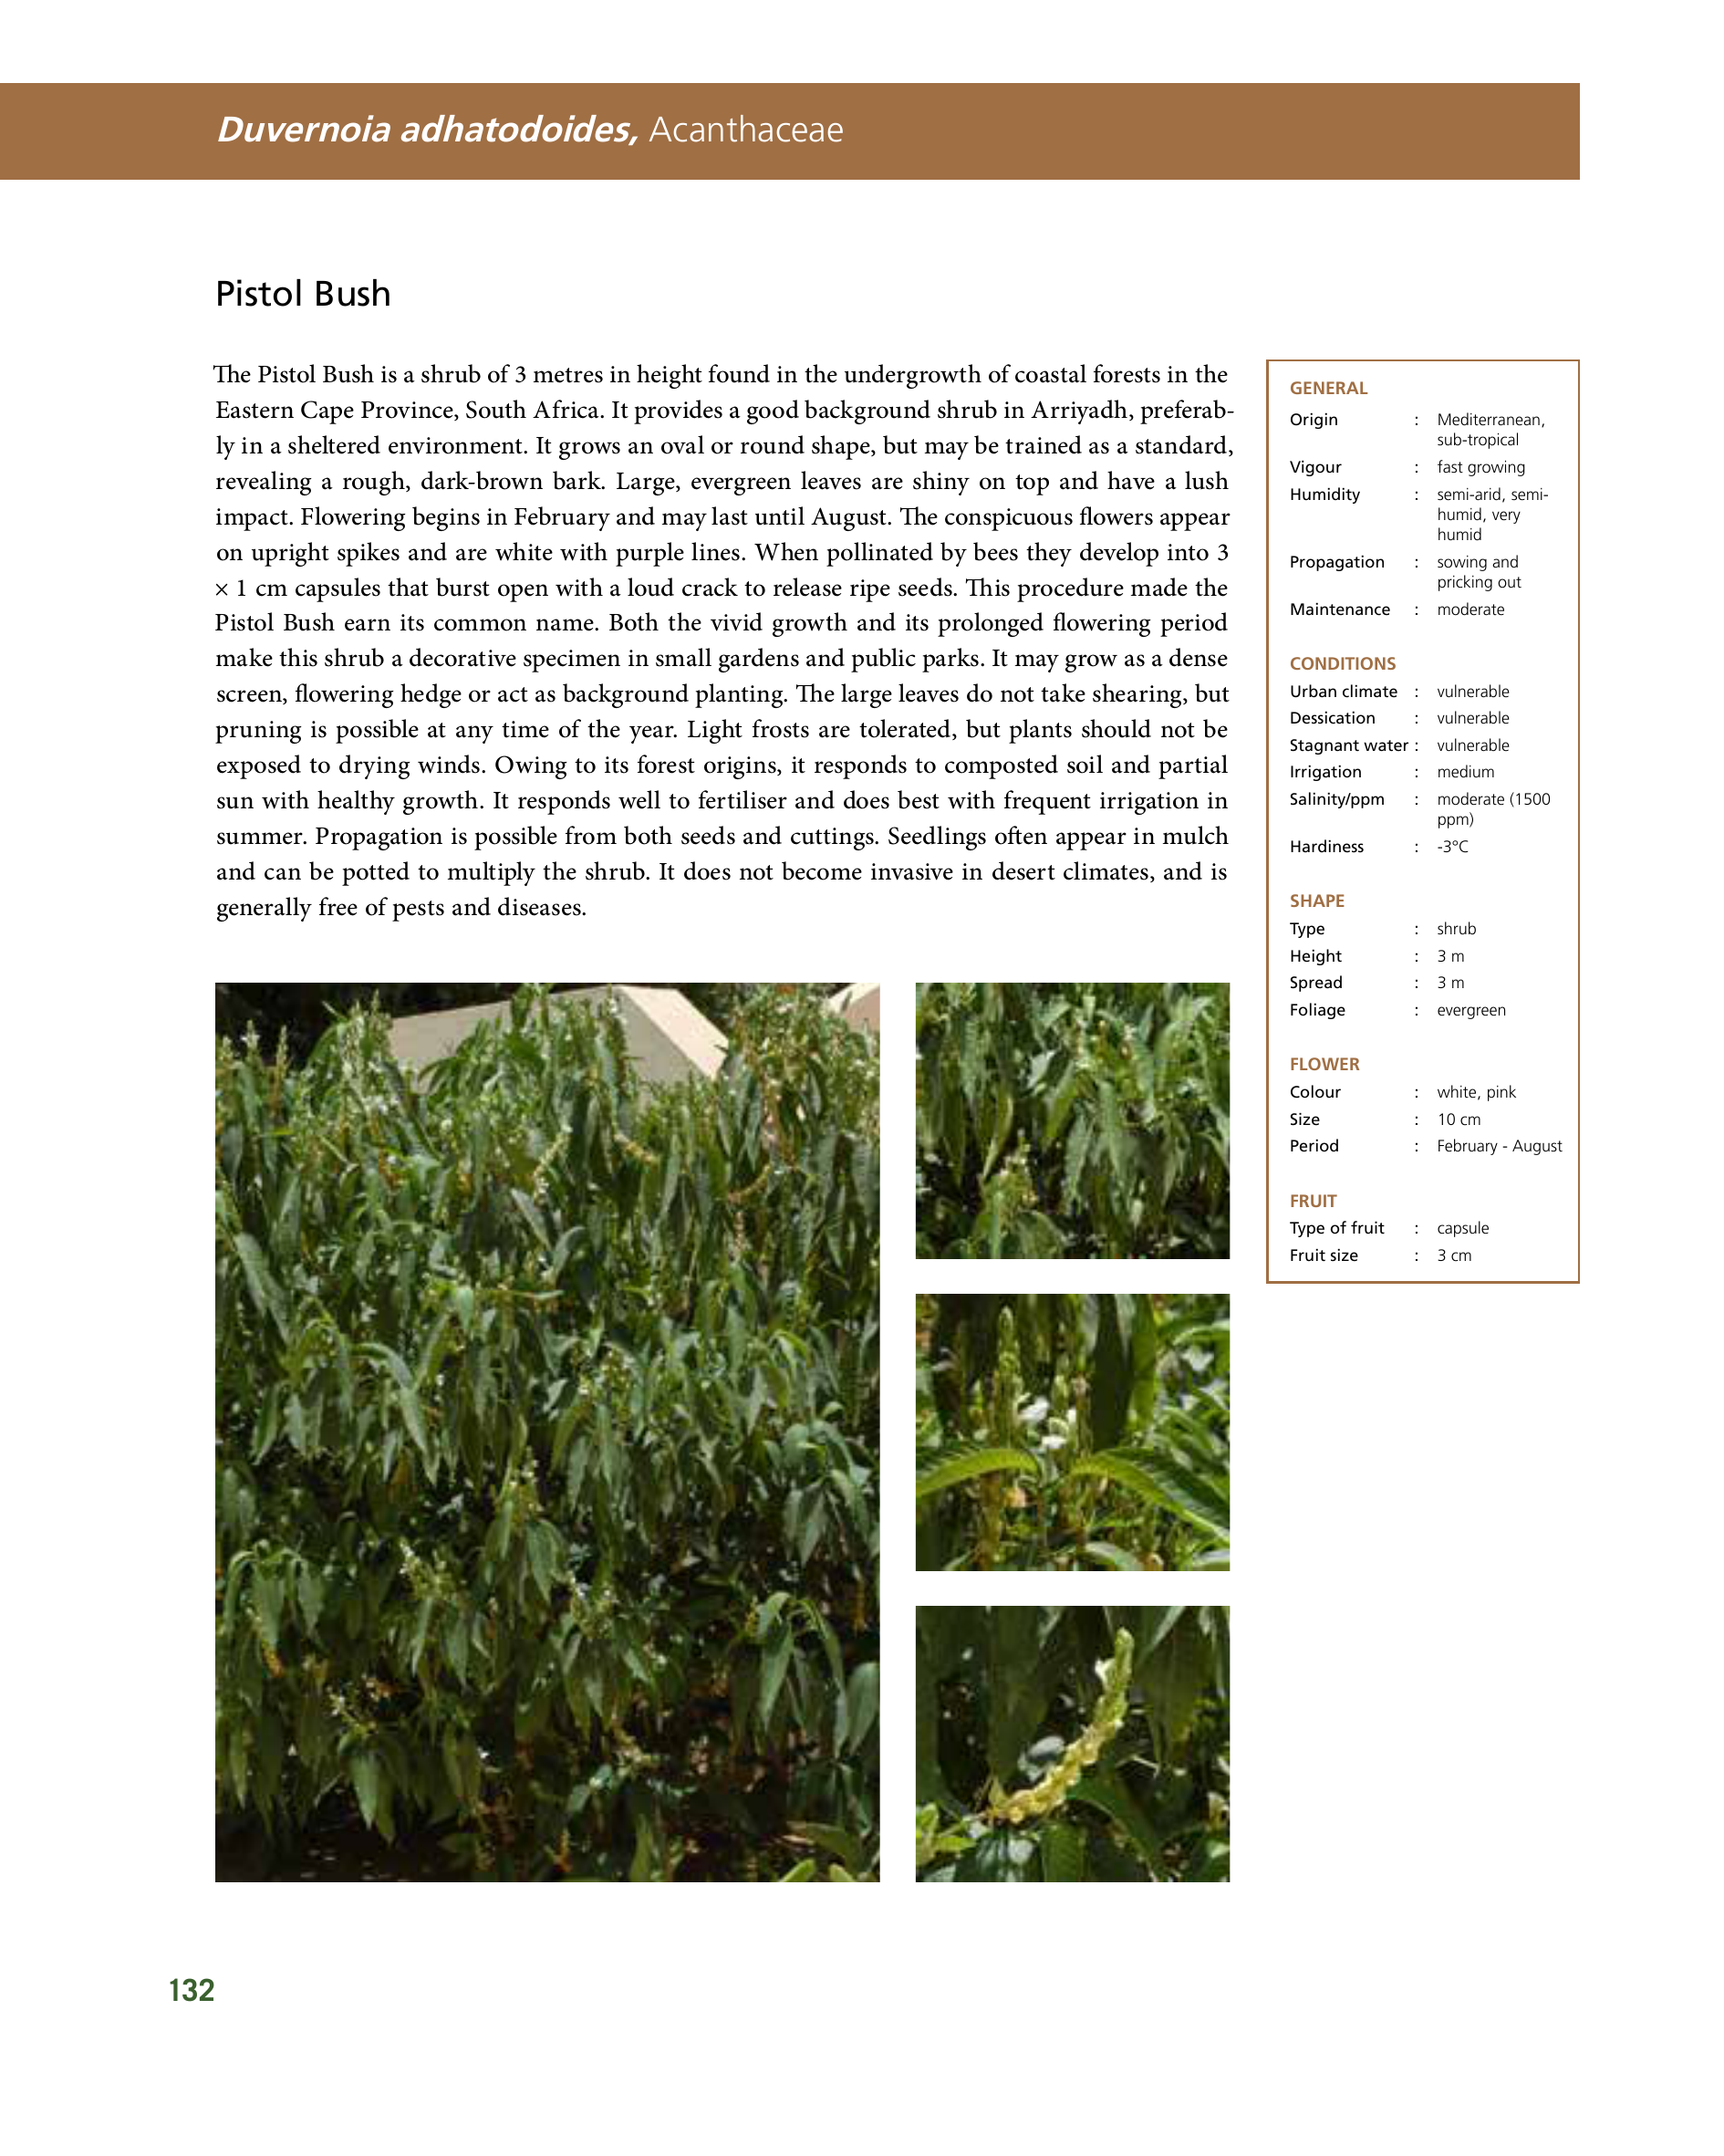 Duvernoia adhatodoides, Acanthaceae
Pistol Bush
The Pistol Bush is a shrub of 3 metres in height found in the undergrowth of coastal forests in the
Eastern Cape Province, South Africa. It provides a good background shrub in Arriyadh, preferab-
ly in a sheltered environment. It grows an oval or round shape, but may be trained as a standard,
revealing a rough, dark-brown bark. Large, evergreen leaves are shiny on top and have a lush
impact. Flowering begins in February and may last until August. The conspicuous flowers appear
on upright spikes and are white with purple lines. When pollinated by bees they develop into 3
× 1 cm capsules that burst open with a loud crack to release ripe seeds. This procedure made the
Pistol Bush earn its common name. Both the vivid growth and its prolonged flowering period
make this shrub a decorative specimen in small gardens and public parks. It may grow as a dense
screen, flowering hedge or act as background planting. The large leaves do not take shearing, but
pruning is possible at any time of the year. Light frosts are tolerated, but plants should not be
exposed to drying winds. Owing to its forest origins, it responds to composted soil and partial
sun with healthy growth. It responds well to fertiliser and does best with frequent irrigation in
summer. Propagation is possible from both seeds and cuttings. Seedlings often appear in mulch
and can be potted to multiply the shrub. It does not become invasive in desert climates, and is
generally free of pests and diseases.
GENERAL
Origin : Mediterranean,
sub-tropical
Vigour : fast growing
Humidity : semi-arid, semi-
humid, very
humid
Propagation : sowing and
pricking out
Maintenance : moderate
CONDITIONS
Urban climate : vulnerable
Dessication : vulnerable
Stagnant water : vulnerable
Irrigation : medium
Salinity/ppm : moderate (1500
ppm)
Hardiness : -3°C
SHAPE
Type : shrub
Height : 3 m
Spread : 3 m
Foliage : evergreen
FLOWER
Colour : white, pink
Size : 10 cm
Period : February - August
FRUIT
Type of fruit : capsule
Fruit size : 3 cm
132